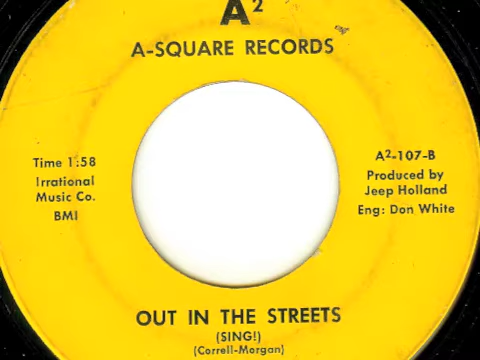 A²
A-SQUARE RECORDS
Time 1:58
Irrational
Music Co.
BMI
A²-107-B
Produced by
Jeep Holland
Eng: Don White
OUT IN THE STREETS
(SING!)
(Correll-Morgan)